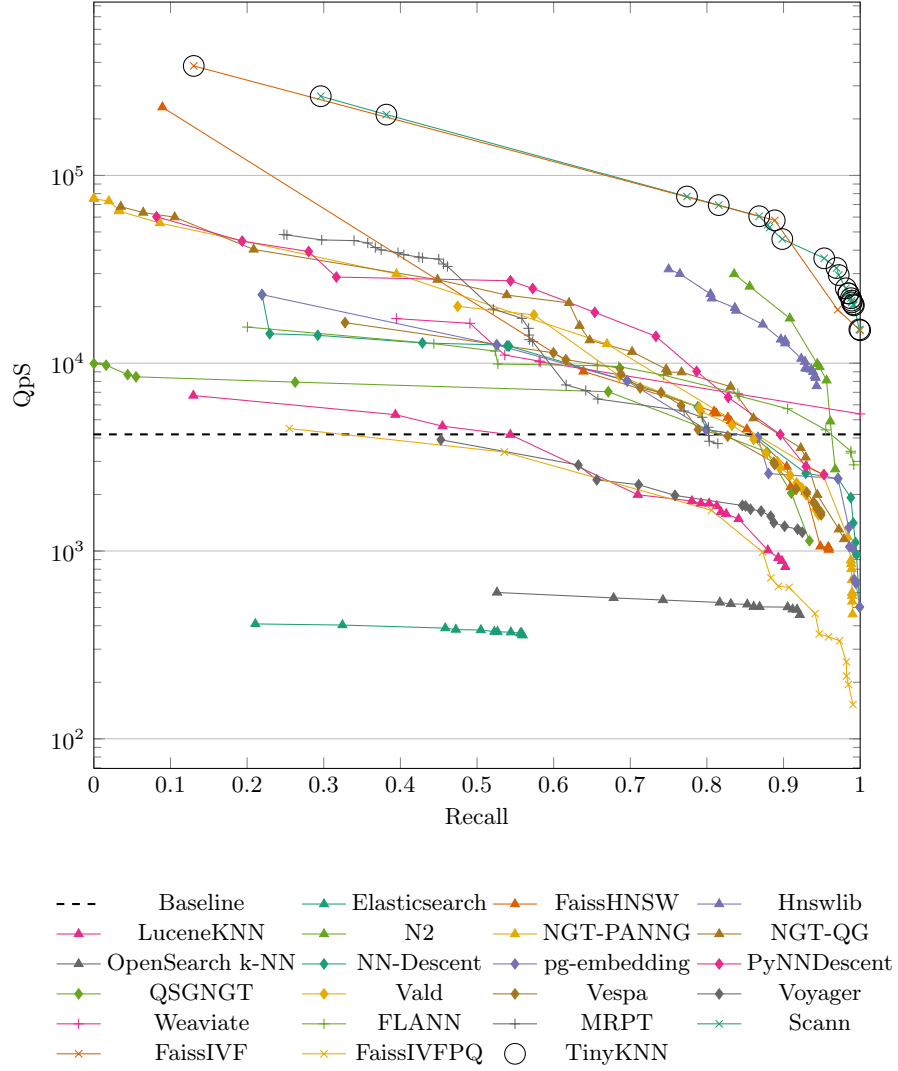 0 0.1 0.2 0.3 0.4 0.5 0.6 0.7 0.8 0.9 1
10^5
10^4
10^3
10^2
QpS
Recall
Baseline Elasticsearch FaissHNSW Hnswlib
LuceneKNN N2 NGT-PANNG NGT-QG
OpenSearch k-NN NN-Descent pg-embedding PyNNDescent
QSGNGT Vald Vespa Voyager
Weaviate FLANN MRPT Scann
FaissIVF FaissIVFPQ TinyKNN